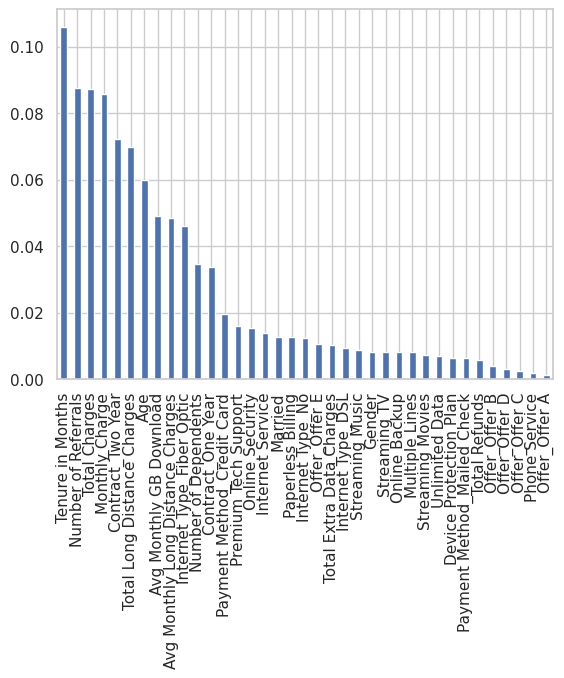 0.10
0.08
0.06
0.04
0.02
0.00
Tenure in Months
Number of Referrals
Total Charges
Monthly Charge
Contract_Two Year
Total Long Distance Charges
Age
Avg Monthly GB Download
Avg Monthly Long Distance Charges
Internet Type_Fiber Optic
Number of Dependents
Contract_One Year
Payment Method_Credit Card
Premium Tech Support
Online Security
Internet Service
Married
Paperless Billing
Internet Type_No
Offer_Offer E
Total Extra Data Charges
Internet Type_DSL
Streaming Music
Gender
Streaming TV
Online Backup
Multiple Lines
Streaming Movies
Unlimited Data
Device Protection Plan
Payment Method_Mailed Check
Total Refunds
Offer_Offer B
Offer_Offer D
Offer_Offer C
Phone Service
Offer_Offer A